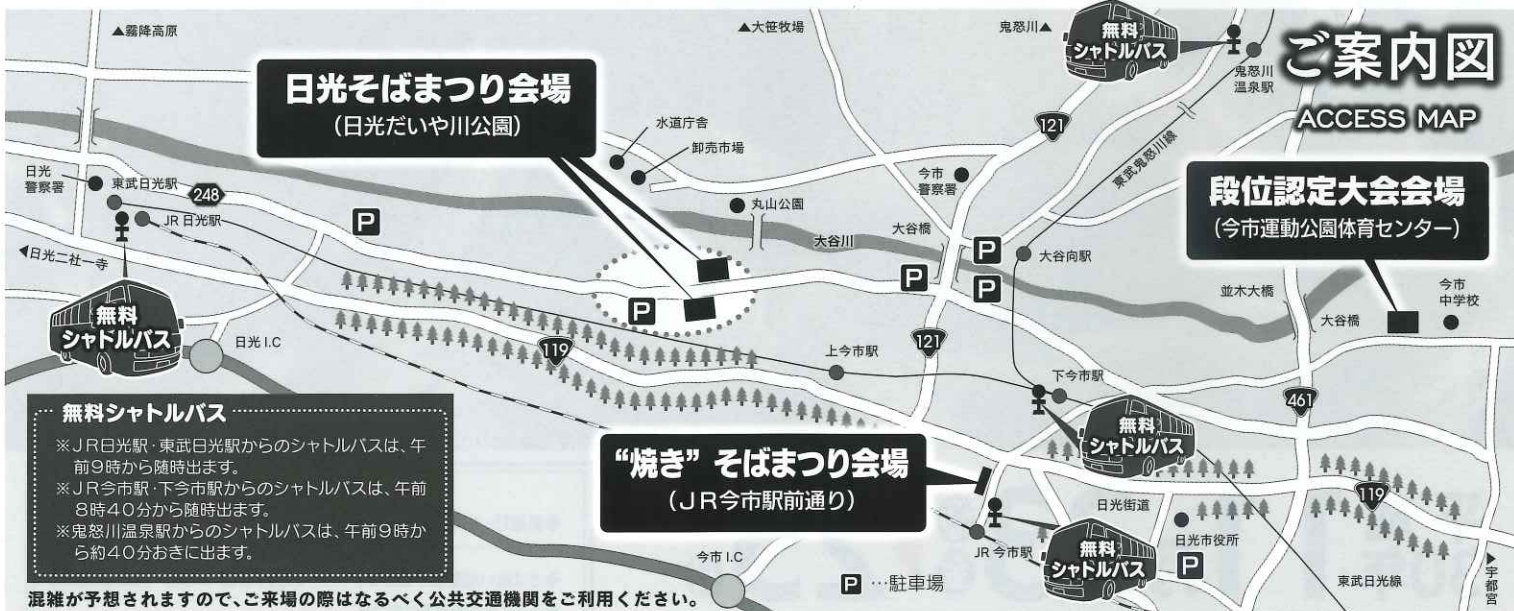 ご案内図
ACCESS MAP
▲霧降高原
▲大笹牧場
鬼怒川▲
無料
シャトルバス
鬼怒川
温泉駅
日光そばまつり会場
(日光だいや川公園)
水道庁舎
卸売市場
121
東武鬼怒川線
今市
警察署
段位認定大会会場
(今市運動公園体育センター)
日光
警察署
東武日光駅
248
JR日光駅
P
丸山公園
大谷川
大谷橋
P
P
P
大谷向駅
並木大橋
大谷橋
今市
中学校
◀日光二社一寺
無料
シャトルバス
日光I.C
P
119
上今市駅
121
下今市駅
461
無料
シャトルバス
無料シャトルバス
※JR日光駅・東武日光駅からのシャトルバスは、午
前9時から随時出ます。
※JR今市駅・下今市駅からのシャトルバスは、午前
8時40分から随時出ます。
※鬼怒川温泉駅からのシャトルバスは、午前9時か
ら約40分おきに出ます。
“焼き”そばまつり会場
(JR今市駅前通り)
日光街道
119
日光市役所
P
JR今市駅
無料
シャトルバス
今市I.C
P…駐車場
東武日光線
▶宇都宮
混雑が予想されますので、ご来場の際はなるべく公共交通機関をご利用ください。